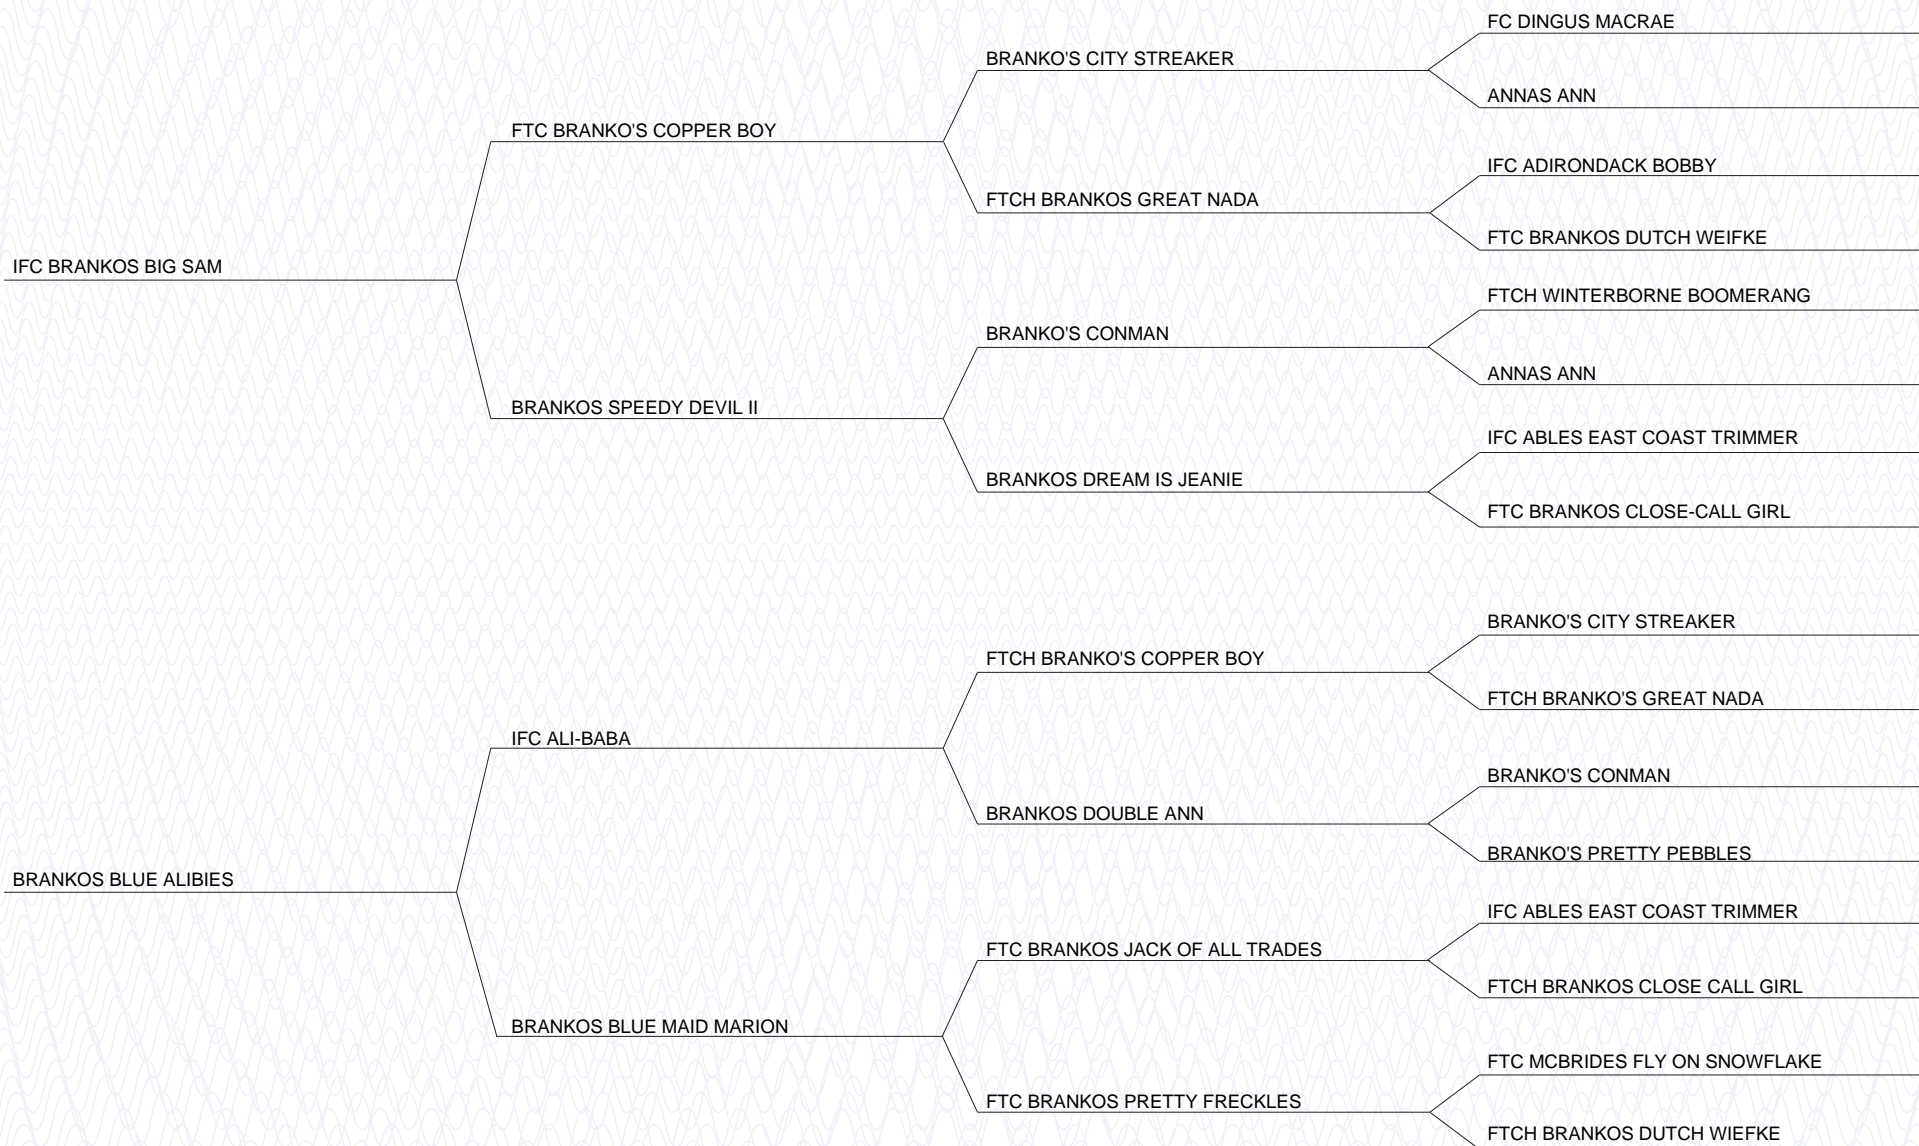 FC DINGUS MACRAE
BRANKO'S CITY STREAKER
ANNAS ANN
FTC BRANKO'S COPPER BOY
IFC ADIRONDACK BOBBY
FTCH BRANKOS GREAT NADA
FTC BRANKOS DUTCH WEIFKE
IFC BRANKOS BIG SAM
FTCH WINTERBORNE BOOMERANG
BRANKO'S CONMAN
ANNAS ANN
BRANKOS SPEEDY DEVIL II
IFC ABLES EAST COAST TRIMMER
BRANKOS DREAM IS JEANIE
FTC BRANKOS CLOSE-CALL GIRL
BRANKO'S CITY STREAKER
FTCH BRANKO'S COPPER BOY
FTCH BRANKO'S GREAT NADA
IFC ALI-BABA
BRANKO'S CONMAN
BRANKOS DOUBLE ANN
BRANKO'S PRETTY PEBBLES
BRANKOS BLUE ALIBIES
IFC ABLES EAST COAST TRIMMER
FTC BRANKOS JACK OF ALL TRADES
FTCH BRANKOS CLOSE CALL GIRL
BRANKOS BLUE MAID MARION
FTC MCBRIDES FLY ON SNOWFLAKE
FTC BRANKOS PRETTY FRECKLES
FTCH BRANKOS DUTCH WIEFKE